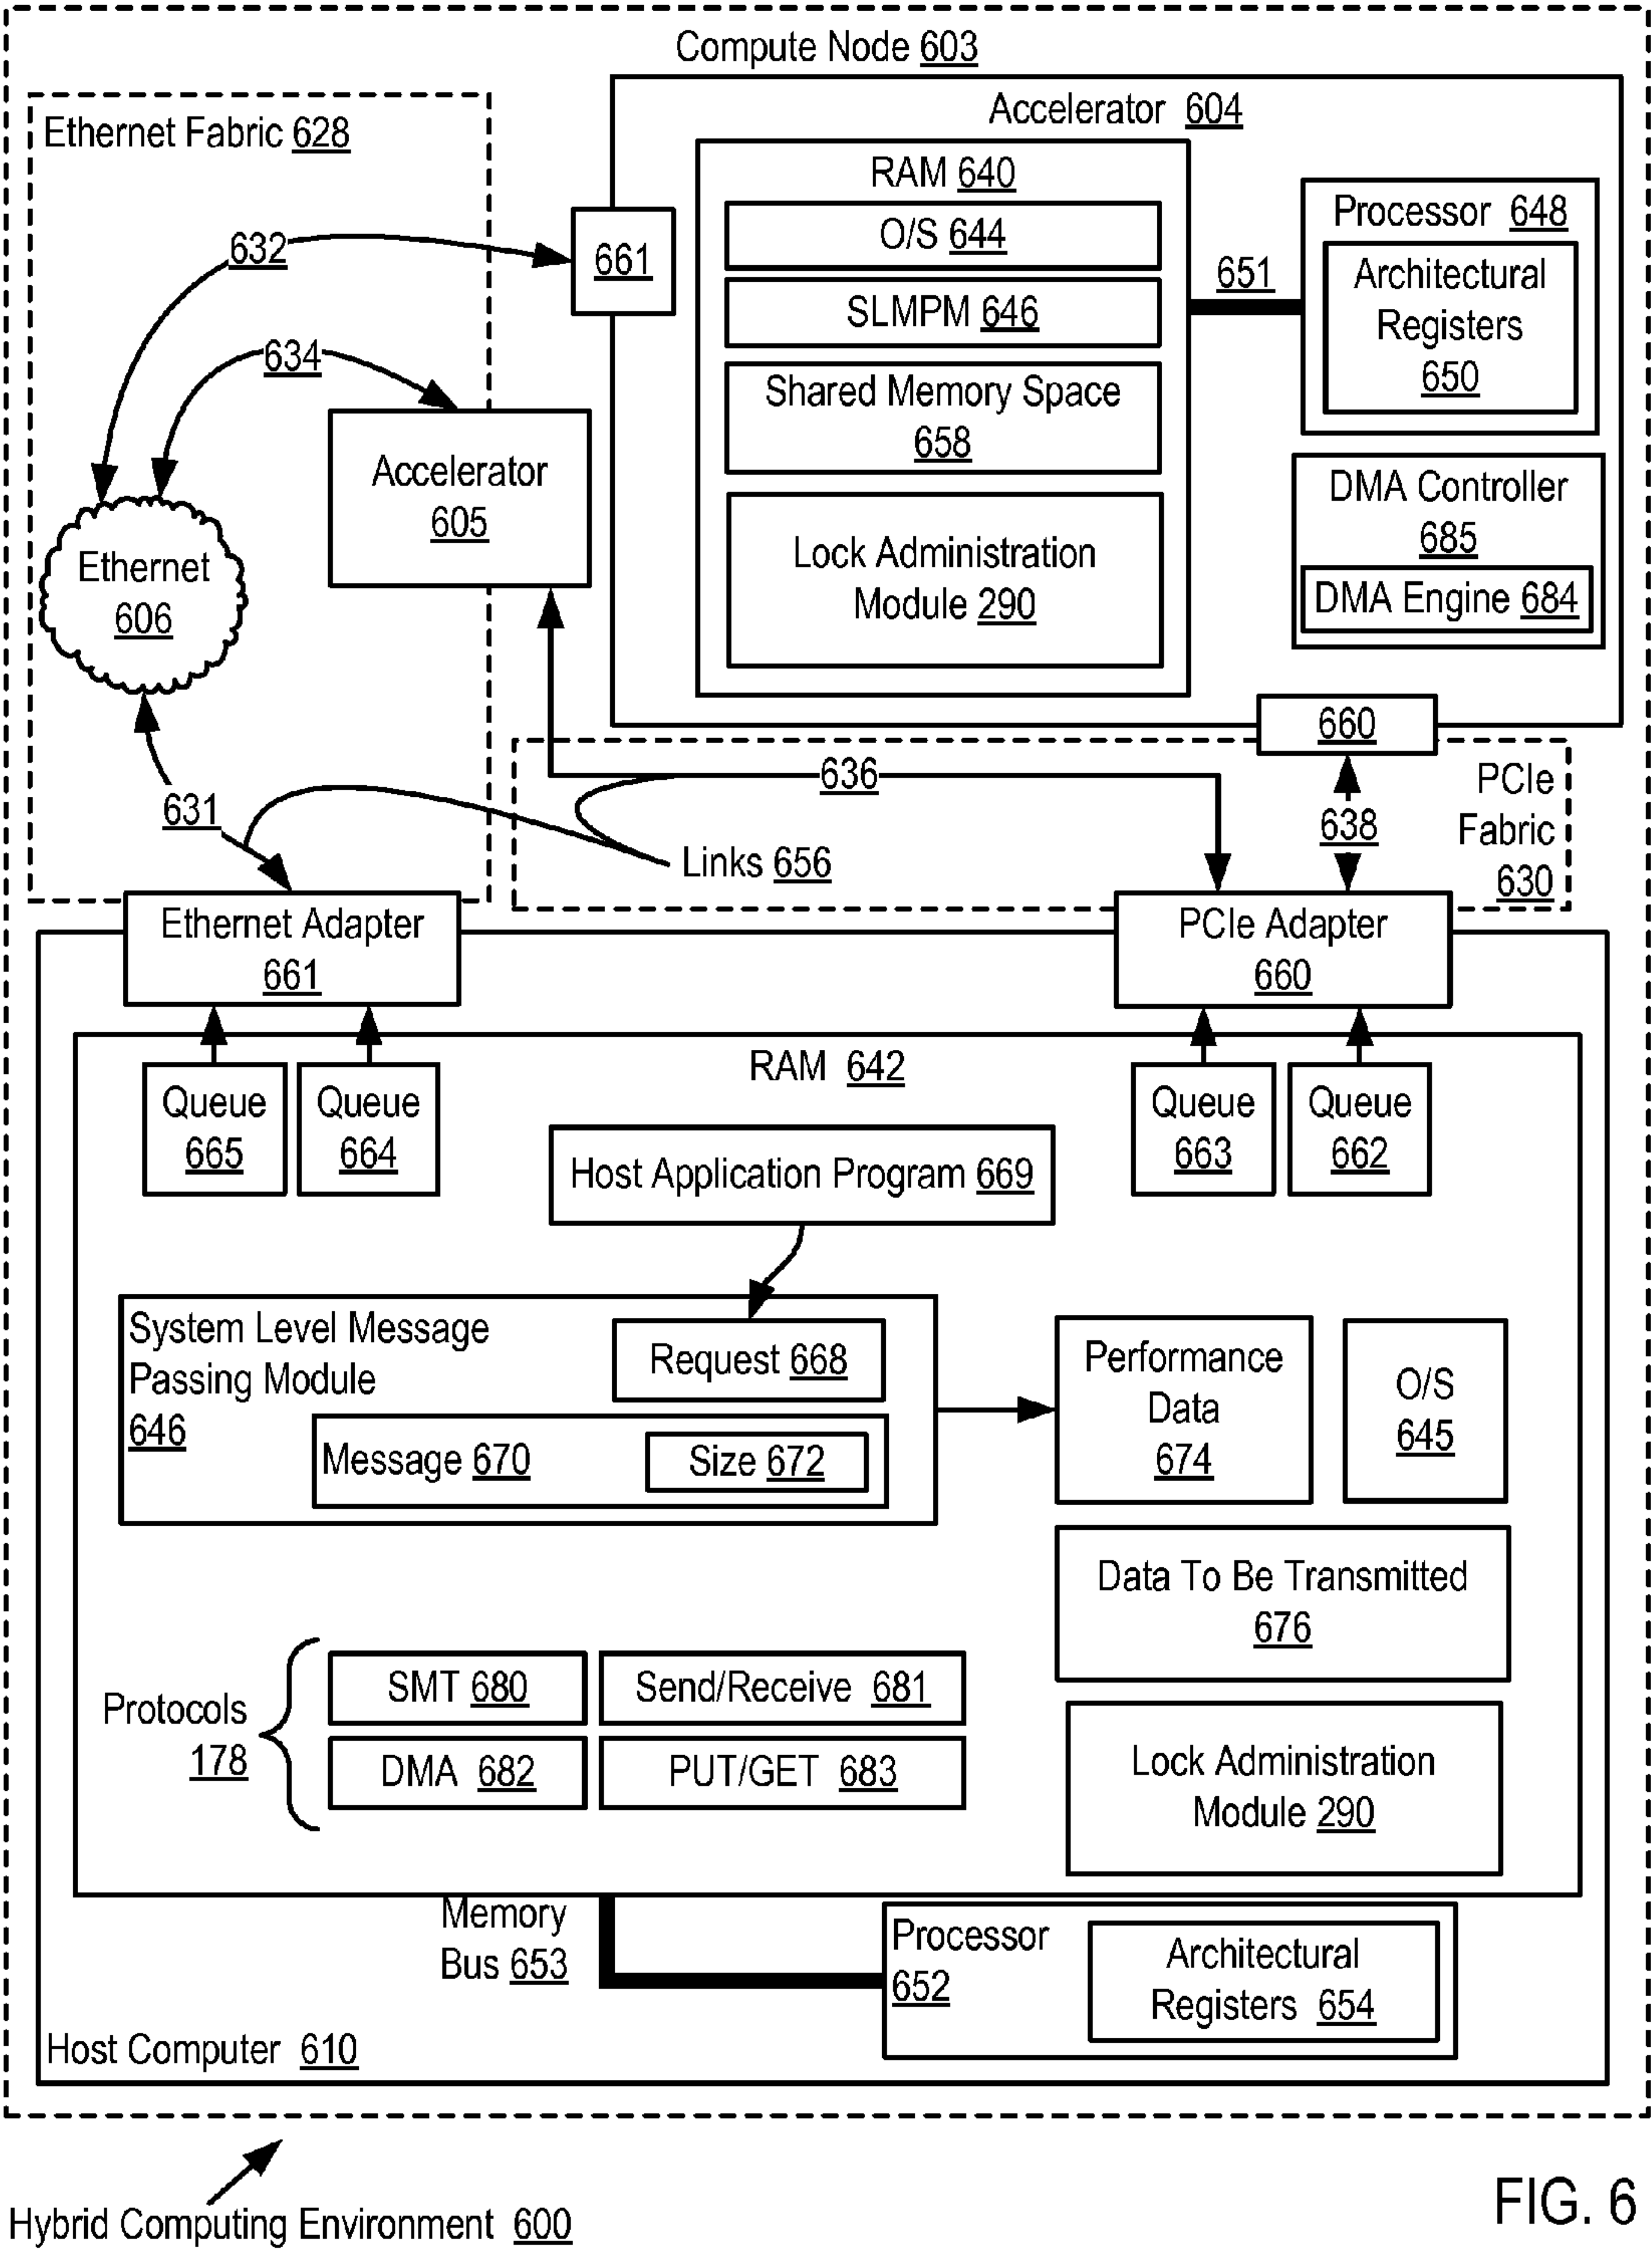 Compute Node 603
Ethernet Fabric 628
Accelerator 604
RAM 640
O/S 644
SLMPM 646
Shared Memory Space
658
Lock Administration
Module 290
651
Processor 648
Architectural
Registers
650
DMA Controller
685
DMA Engine 684
632
661
634
Accelerator
605
Ethernet
606
660
636
638
PCIe
Fabric
630
631
Links 656
Ethernet Adapter
661
PCIe Adapter
660
RAM 642
Queue
665
Queue
664
Queue
663
Queue
662
Host Application Program 669
System Level Message
Passing Module
646
Request 668
Message 670
Size 672
Performance
Data
674
O/S
645
Data To Be Transmitted
676
Protocols
178
SMT 680
Send/Receive 681
DMA 682
PUT/GET 683
Lock Administration
Module 290
Memory
Bus 653
Processor
652
Architectural
Registers 654
Host Computer 610
Hybrid Computing Environment 600
FIG. 6